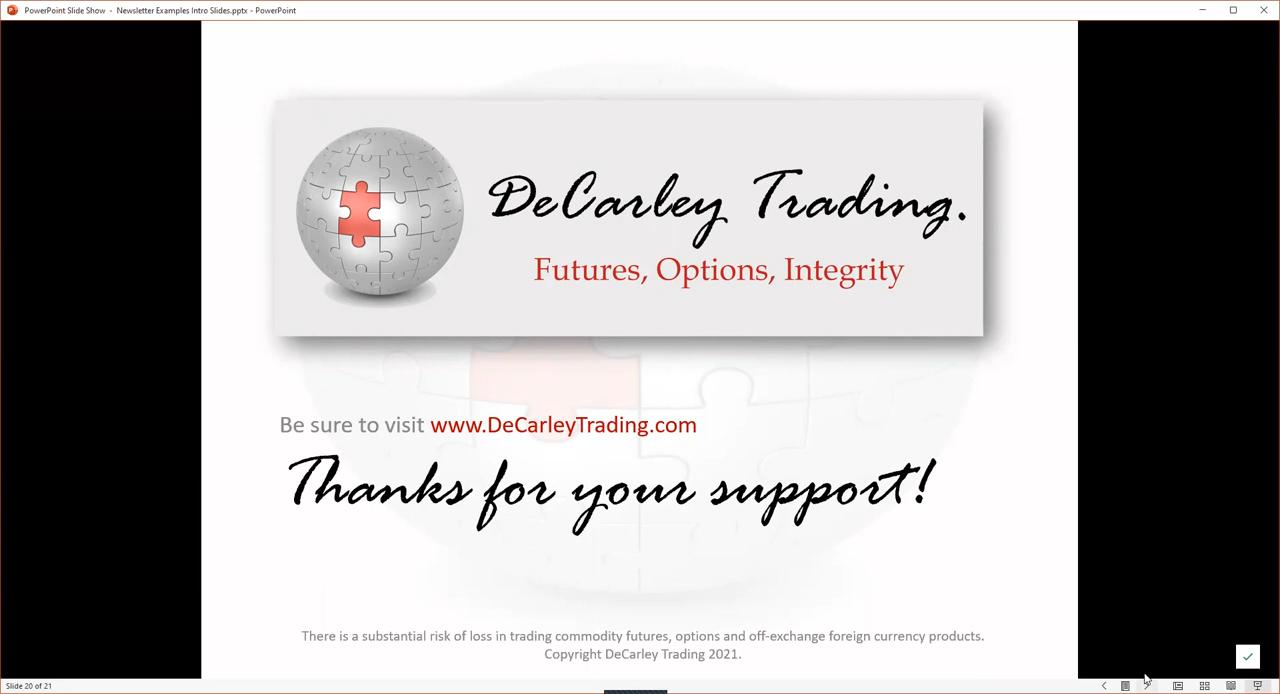 PowerPoint Slide Show - Newsletter Examples Intro Slides.pptx - PowerPoint
DeCarley Trading.
Futures, Options, Integrity
Be sure to visit www.DeCarleyTrading.com
Thanks for your support!
There is a substantial risk of loss in trading commodity futures, options and off-exchange foreign currency products.
Copyright DeCarley Trading 2021.
Slide 20 of 21